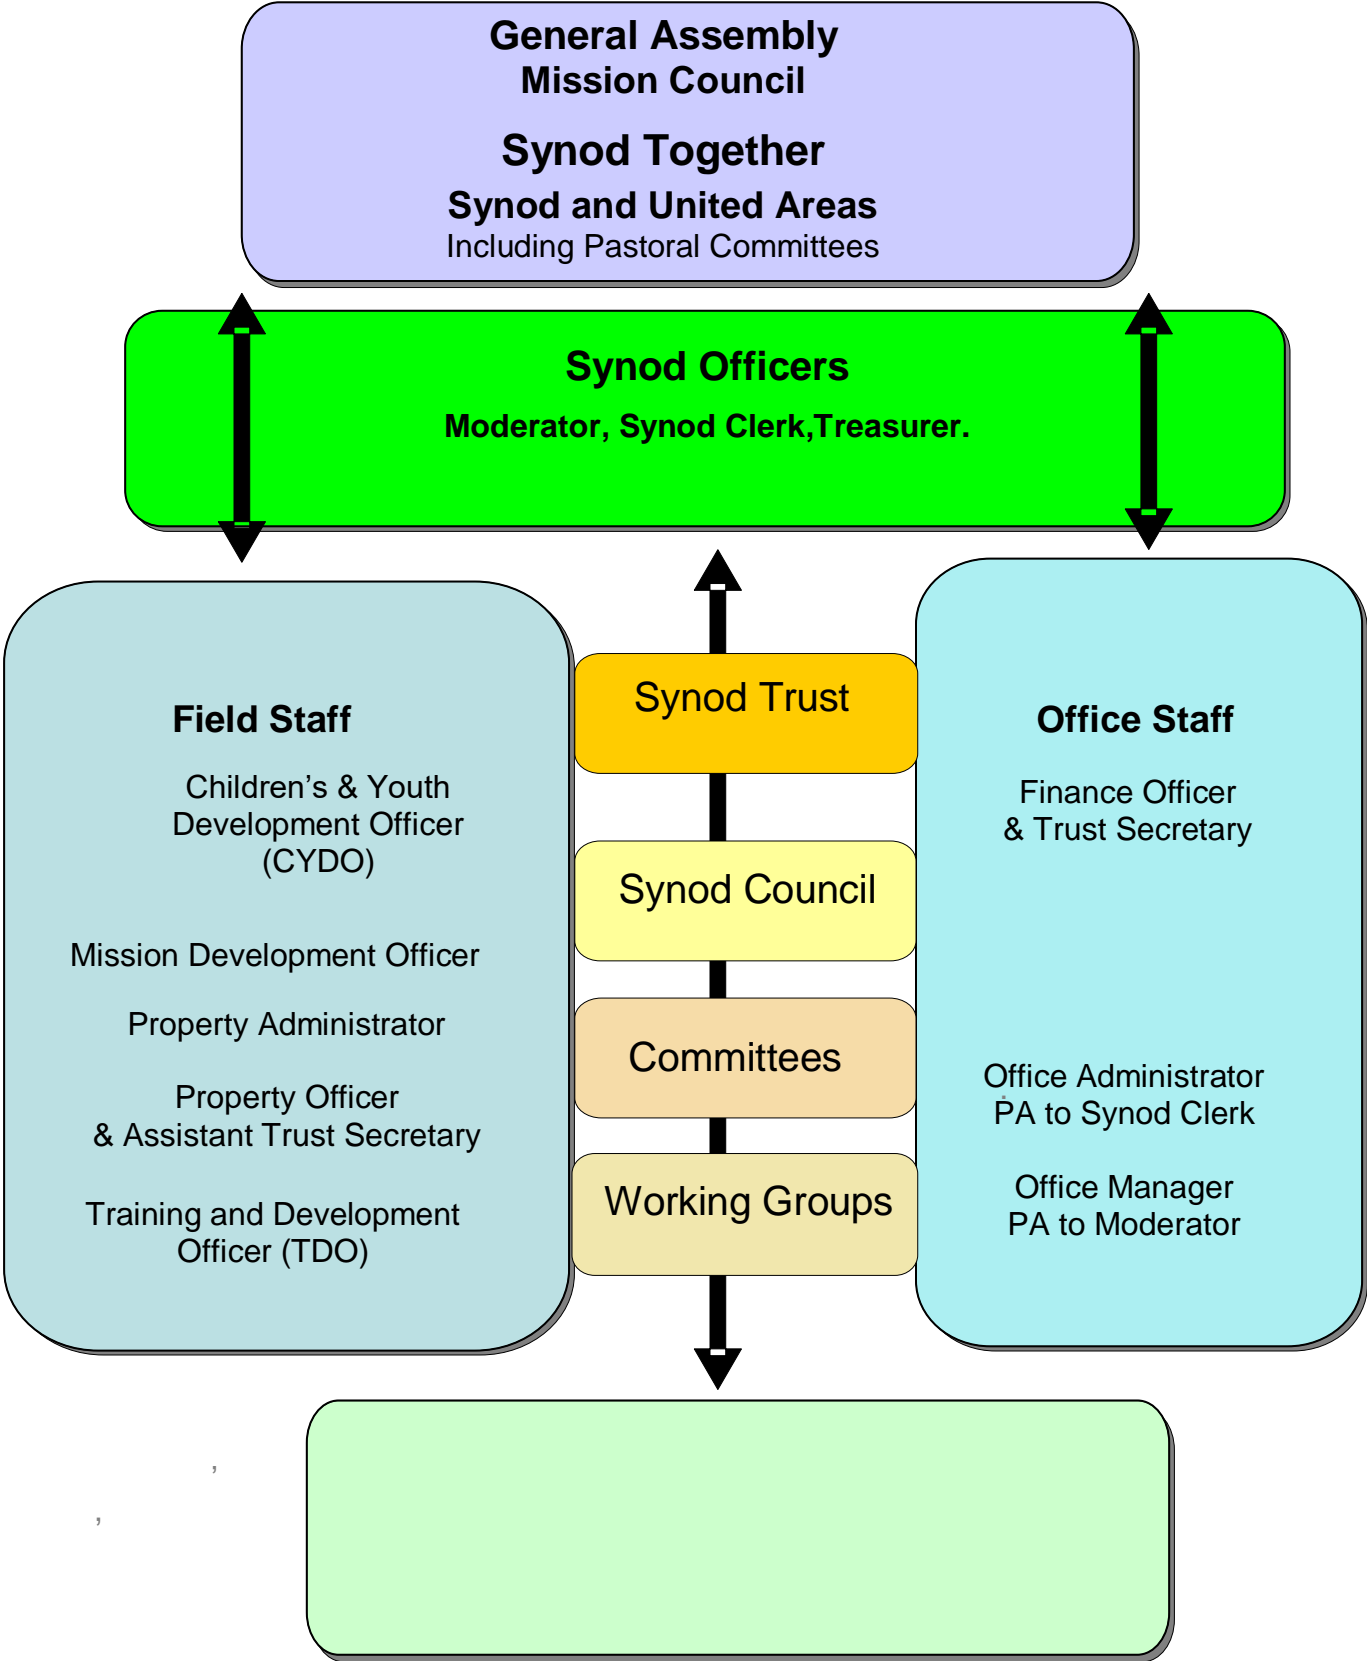 General Assembly
Mission Council
Synod Together
Synod and United Areas
Including Pastoral Committees
Synod Officers
Moderator, Synod Clerk,Treasurer.
Field Staff
Children’s & Youth
Development Officer
(CYDO)
Mission Development Officer
Property Administrator
Property Officer
& Assistant Trust Secretary
Training and Development
Officer (TDO)
Synod Trust
Synod Council
Committees
Working Groups
Office Staff
Finance Officer
& Trust Secretary
Office Administrator
PA to Synod Clerk
Office Manager
PA to Moderator
,
,